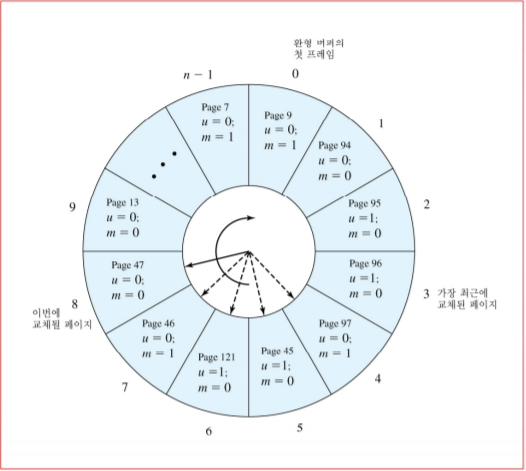 환형 버퍼의
첫 프레임
n − 1
0
Page 7
u = 0;
m = 1
Page 9
u = 0;
m = 1
1
Page 94
u = 0;
m = 0
9
Page 13
u = 0;
m = 0
Page 95
u =1;
m = 0
2
Page 47
u = 0;
m = 0
Page 96
u =1;
m = 0
8
이번에
교체될 페이지
3 가장 최근에
교체된 페이지
Page 46
u = 0;
m = 1
Page 97
u = 0;
m = 1
Page 121
u =1;
m = 0
Page 45
u =1;
m = 0
7
4
6
5